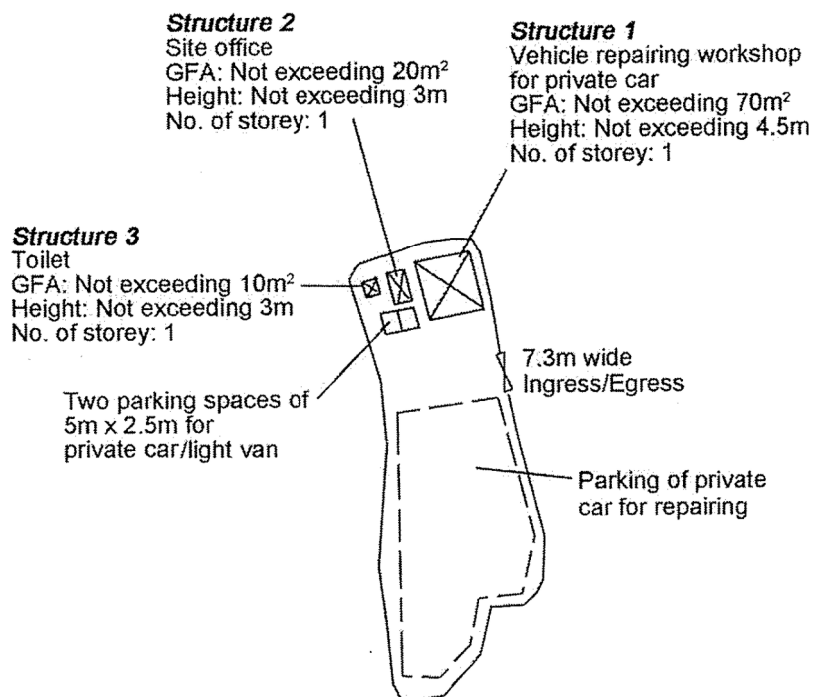 Structure 2
Site office
GFA: Not exceeding 20m²
Height: Not exceeding 3m
No. of storey: 1
Structure 1
Vehicle repairing workshop
for private car
GFA: Not exceeding 70m²
Height: Not exceeding 4.5m
No. of storey: 1
Structure 3
Toilet
GFA: Not exceeding 10m²
Height: Not exceeding 3m
No. of storey: 1
7.3m wide
Ingress/Egress
Two parking spaces of
5m x 2.5m for
private car/light van
Parking of private
car for repairing